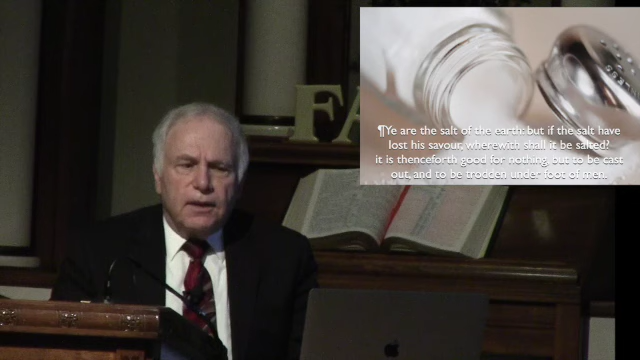 ¶Ye are the salt of the earth: but if the salt have
lost his savour, wherewith shall it be salted?
it is thenceforth good for nothing, but to be cast
out, and to be trodden under foot of men.
FA